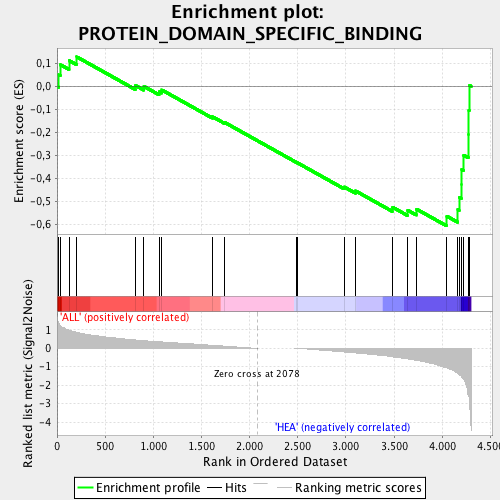 Enrichment plot:
PROTEIN_DOMAIN_SPECIFIC_BINDING
Enrichment score (ES)
0,1
0,0
-0,1
-0,2
-0,3
-0,4
-0,5
-0,6
'ALL' (positively correlated)
Ranked list metric (Signal2Noise)
1
0
-1
-2
-3
-4
Zero cross at 2078
'HEA' (negatively correlated)
0 500 1.000 1.500 2.000 2.500 3.000 3.500 4.000 4.500
Rank in Ordered Dataset
Enrichment profile Hits Ranking metric scores